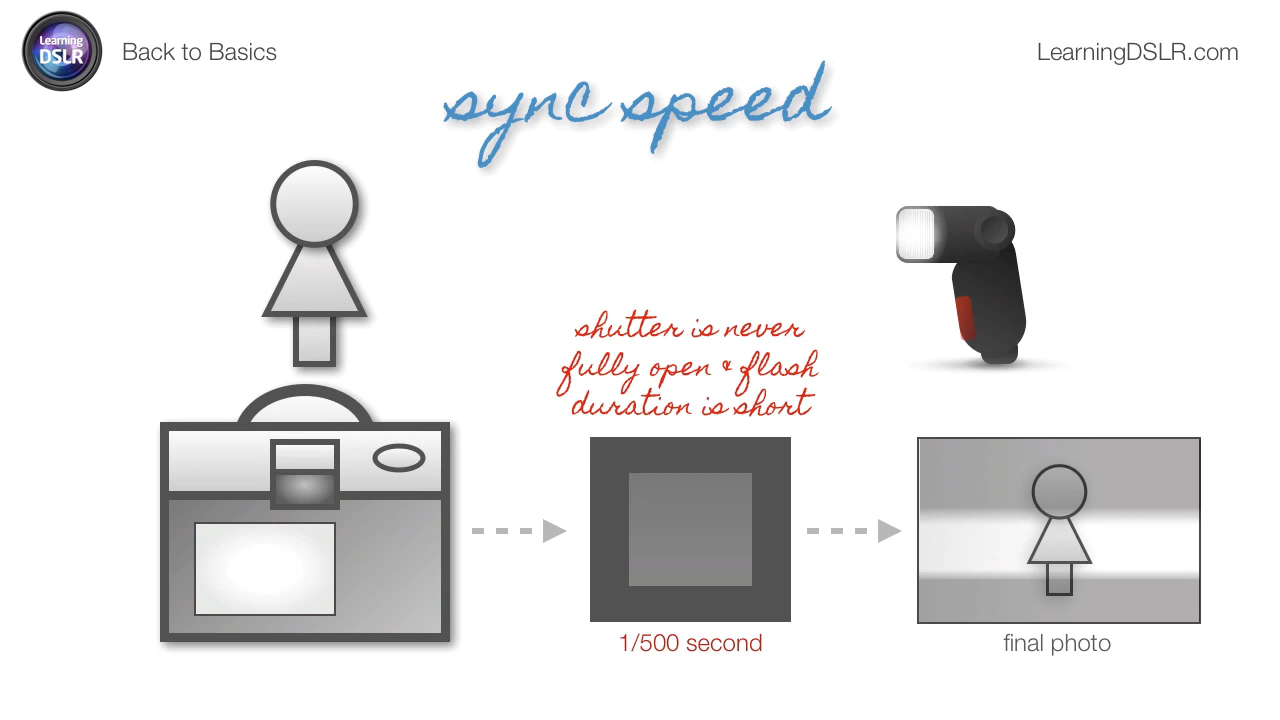 Learning
DSLR
Back to Basics
LearningDSLR.com
sync speed
shutter is never
fully open & flash
duration is short
1/500 second
final photo